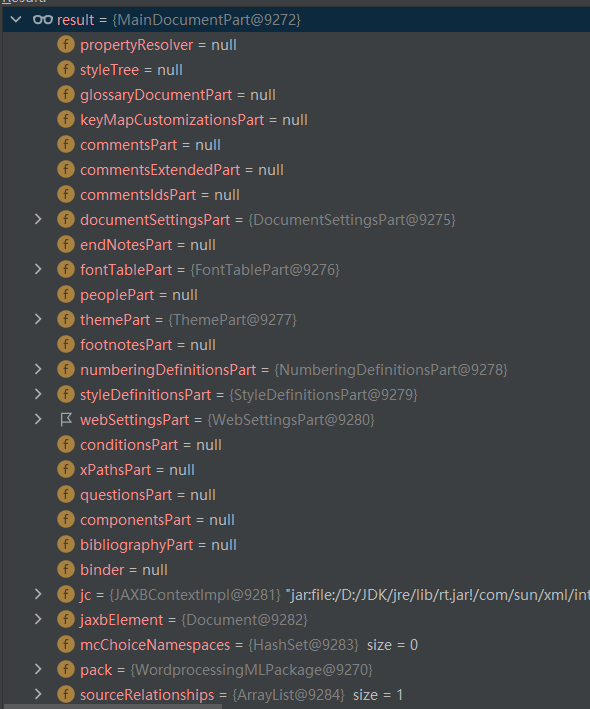 result = {MainDocumentPart@9272}
f propertyResolver = null
f styleTree = null
f glossaryDocumentPart = null
f keyMapCustomizationsPart = null
f commentsPart = null
f commentsExtendedPart = null
f commentsIdsPart = null
f documentSettingsPart = {DocumentSettingsPart@9275}
f endNotesPart = null
f fontTablePart = {FontTablePart@9276}
f peoplePart = null
f themePart = {ThemePart@9277}
f footnotesPart = null
f numberingDefinitionsPart = {NumberingDefinitionsPart@9278}
f styleDefinitionsPart = {StyleDefinitionsPart@9279}
webSettingsPart = {WebSettingsPart@9280}
f conditionsPart = null
f xPathsPart = null
f questionsPart = null
f componentsPart = null
f bibliographyPart = null
f binder = null
f jc = {JAXBContextImpl@9281} "jar:file:/D:/JDK/jre/lib/rt.jar!/com/sun/xml/int
f jaxbElement = {Document@9282}
f mcChoiceNamespaces = {HashSet@9283} size = 0
f pack = {WordprocessingMLPackage@9270}
f sourceRelationships = {ArrayList@9284} size = 1